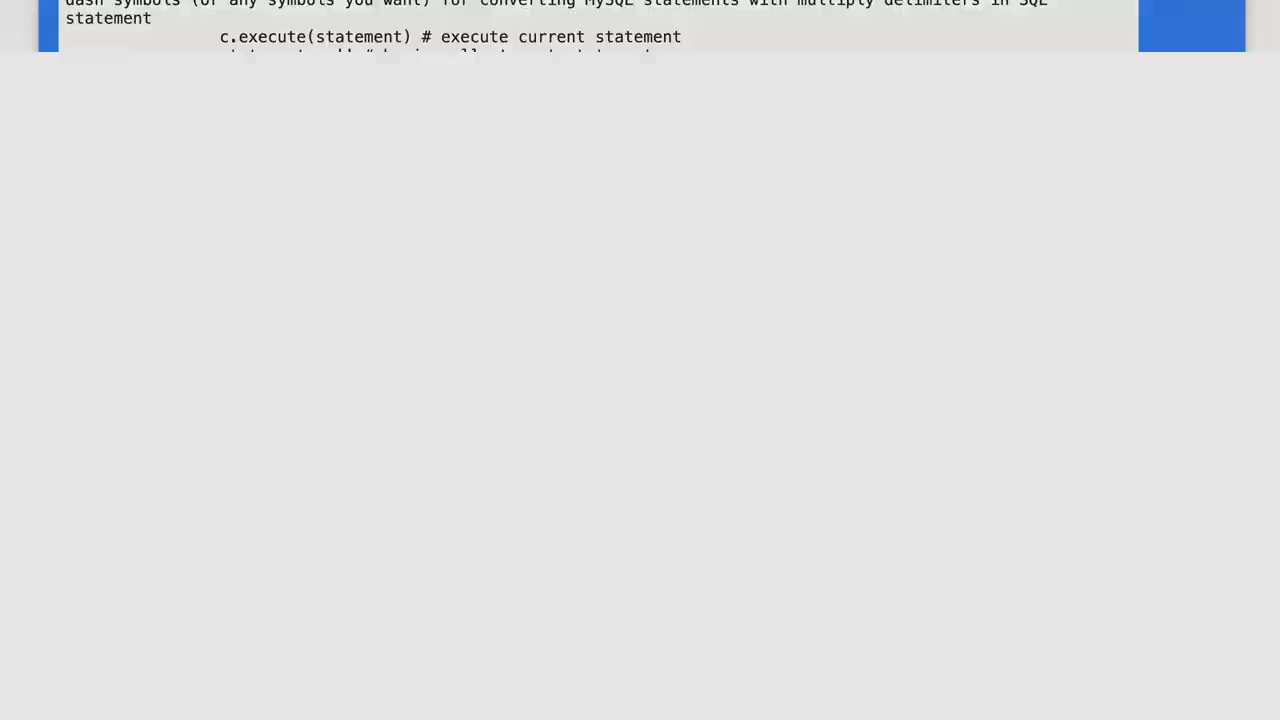 dash symbols (or any symbols you want) for converting MySQL statements with multiply delimiters in SQL
statement
c.execute(statement) # execute current statement